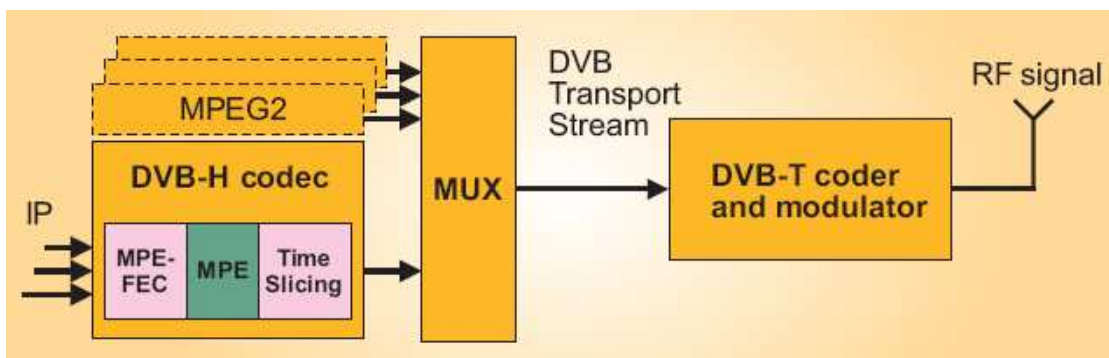 MPEG2
DVB-H codec
IP
MPE-
FEC
MPE
Time
Slicing
MUX
DVB
Transport
Stream
DVB-T coder
and modulator
RF signal